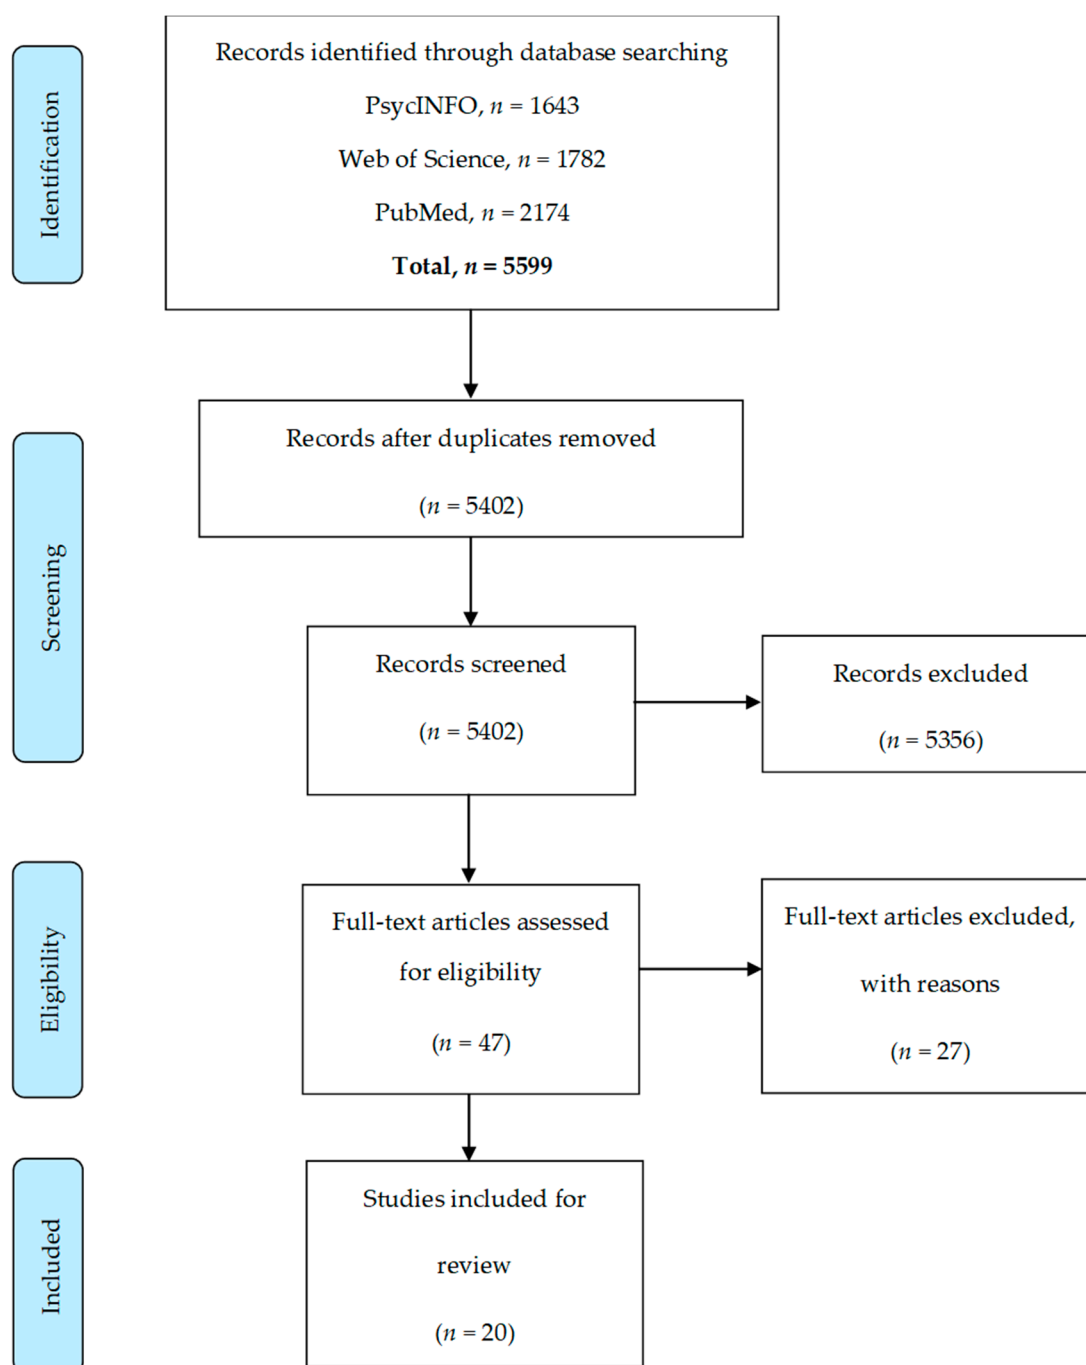 Identification
Records identified through database searching
PsycINFO, n = 1643
Web of Science, n = 1782
PubMed, n = 2174
Total, n = 5599
Screening
Records after duplicates removed
(n = 5402)
Records screened
(n = 5402)
Records excluded
(n = 5356)
Eligibility
Full-text articles assessed
for eligibility
(n = 47)
Full-text articles excluded,
with reasons
(n = 27)
Included
Studies included for
review
(n = 20)